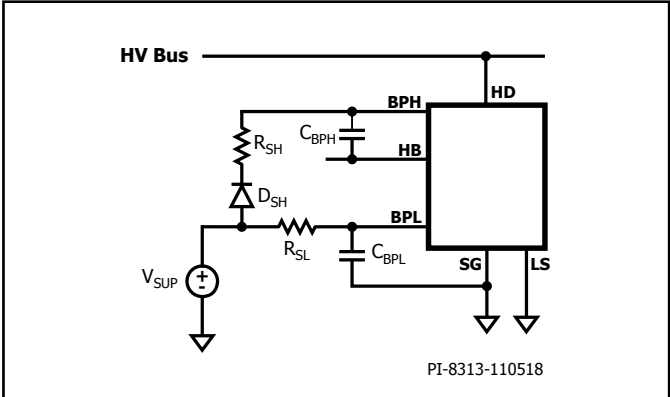 HV Bus
HD
BPH
C_BPH
R_SH
HB
D_SH
BPL
R_SL
C_BPL
SG
LS
V_SUP
+
-
PI-8313-110518